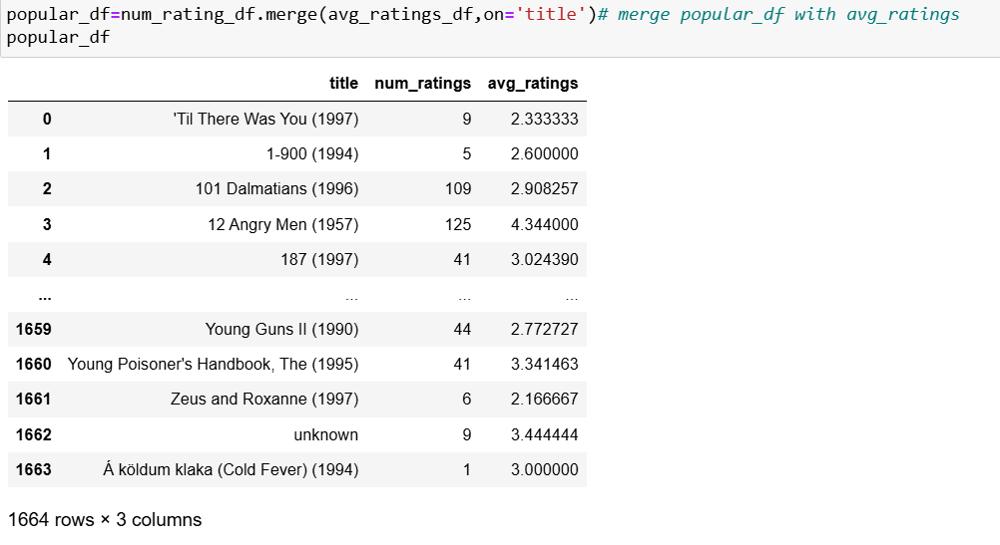 popular_df=num_rating_df.merge(avg_ratings_df,on='title')# merge popular_df with avg_ratings
popular_df
title num_ratings avg_ratings
0 'Til There Was You (1997) 9 2.333333
1 1-900 (1994) 5 2.600000
2 101 Dalmatians (1996) 109 2.908257
3 12 Angry Men (1957) 125 4.344000
4 187 (1997) 41 3.024390
... ... ... ...
1659 Young Guns II (1990) 44 2.772727
1660 Young Poisoner's Handbook, The (1995) 41 3.341463
1661 Zeus and Roxanne (1997) 6 2.166667
1662 unknown 9 3.444444
1663 Á köldum klaka (Cold Fever) (1994) 1 3.000000
1664 rows × 3 columns